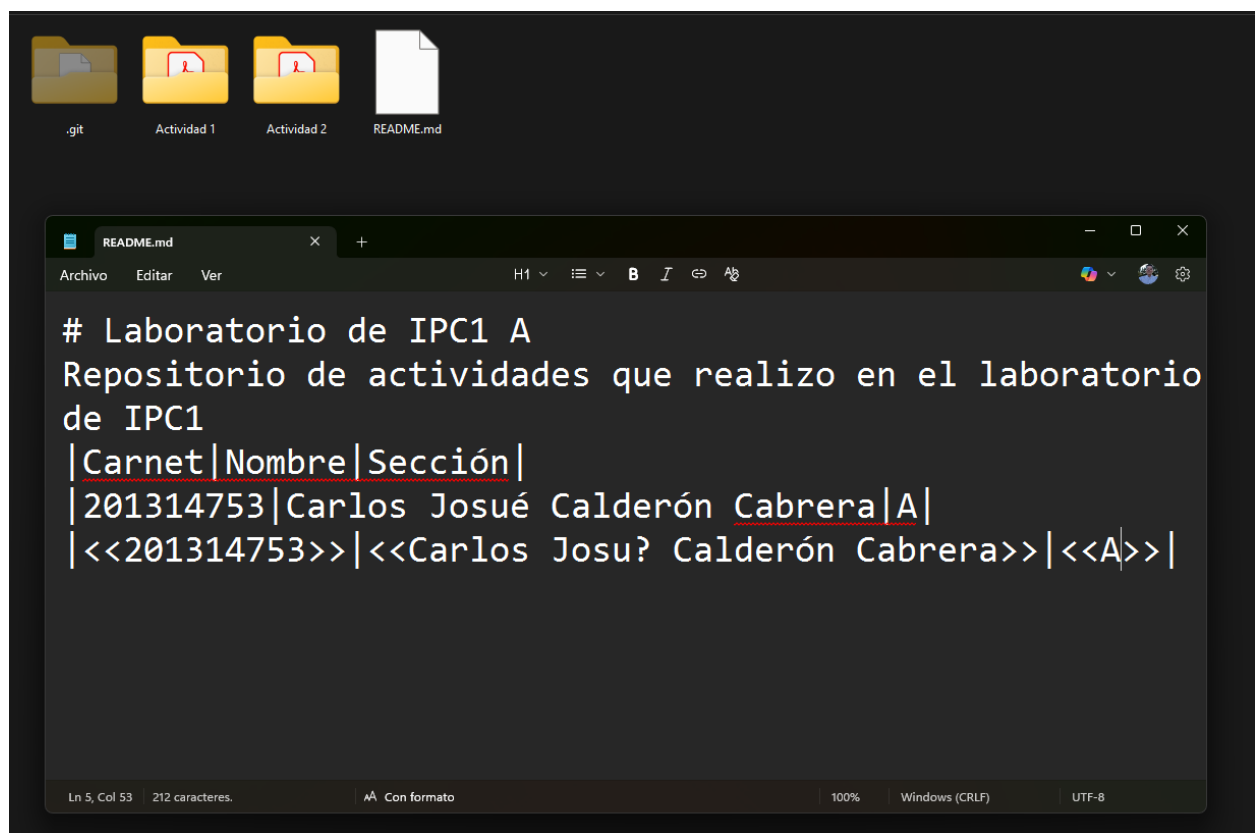 .git
Actividad 1
Actividad 2
README.md
README.md
Archivo Editar Ver
H1 B I
# Laboratorio de IPC1 A
Repositorio de actividades que realizo en el laboratorio
de IPC1
|Carnet|Nombre|Sección|
|201314753|Carlos Josué Calderón Cabrera|A|
|<<201314753>>|<<Carlos Josu? Calderón Cabrera>>|<<A>>|
Ln 5, Col 53 212 caracteres. Con formato 100% Windows (CRLF) UTF-8